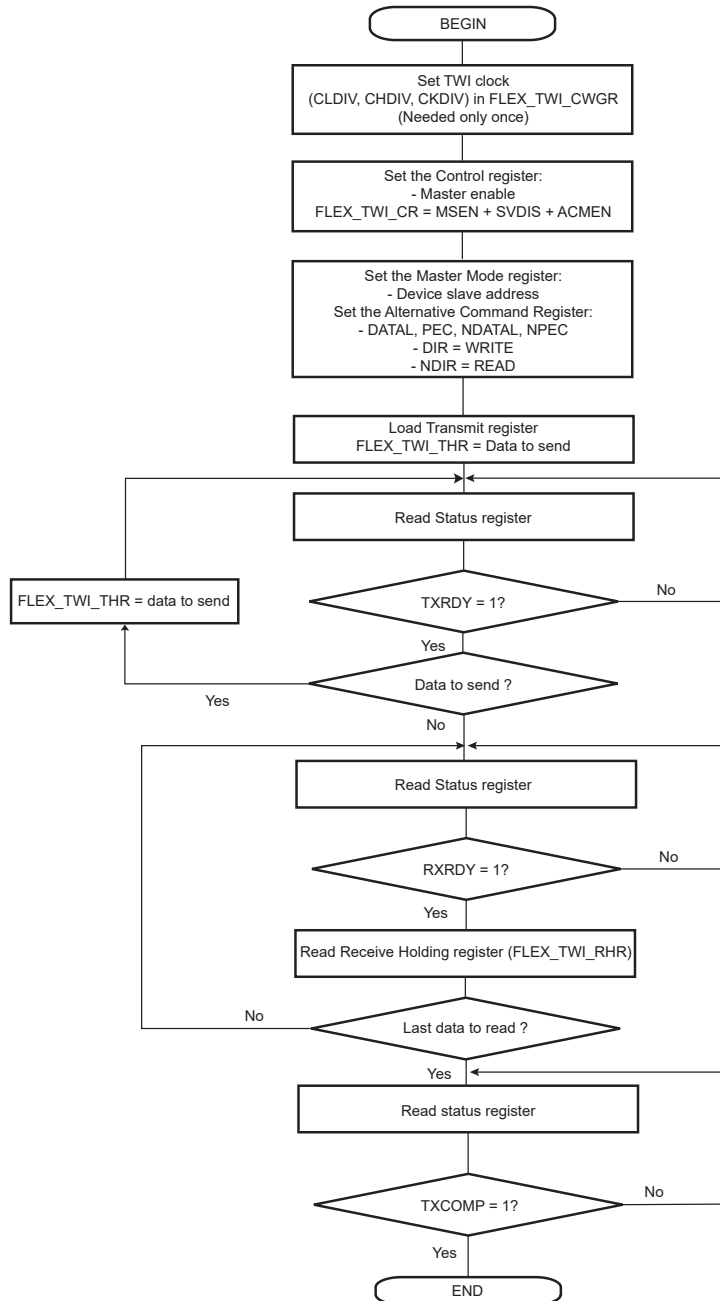 BEGIN
Set TWI clock
(CLDIV, CHDIV, CKDIV) in FLEX_TWI_CWGR
(Needed only once)
Set the Control register:
- Master enable
FLEX_TWI_CR = MSEN + SVDIS + ACMEN
Set the Master Mode register:
- Device slave address
Set the Alternative Command Register:
- DATAL, PEC, NDATAL, NPEC
- DIR = WRITE
- NDIR = READ
Load Transmit register
FLEX_TWI_THR = Data to send
Read Status register
FLEX_TWI_THR = data to send
TXRDY = 1?
No
Yes
Data to send ?
Yes
No
Read Status register
RXRDY = 1?
No
Yes
Read Receive Holding register (FLEX_TWI_RHR)
No
Last data to read ?
Yes
Read status register
TXCOMP = 1?
No
Yes
END